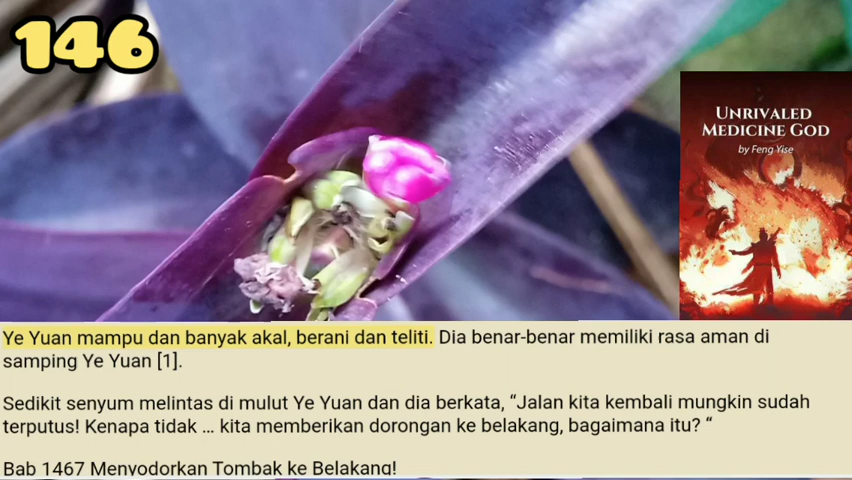 146
UNRIVALED
MEDICINE GOD
by Feng Yise
Ye Yuan mampu dan banyak akal, berani dan teliti. Dia benar-benar memiliki rasa aman di
samping Ye Yuan [1].
Sedikit senyum melintas di mulut Ye Yuan dan dia berkata, “Jalan kita kembali mungkin sudah
terputus! Kenapa tidak … kita memberikan dorongan ke belakang, bagaimana itu? “
Bab 1467 Menyodorkan Tombak ke Belakang!